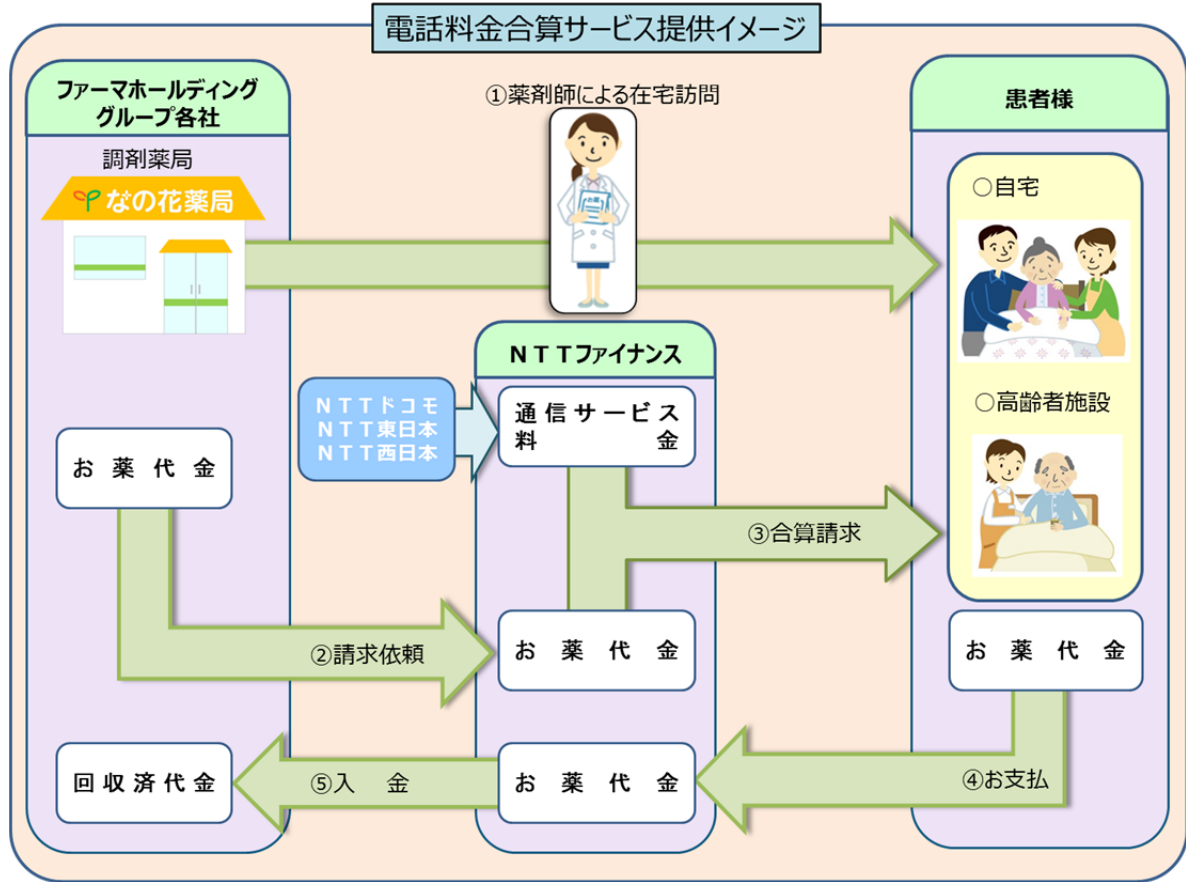 電話料金合算サービス提供イメージ
ファーマホールディング
グループ各社
調剤薬局
なの花薬局
①薬剤師による在宅訪問
お薬
患者様
○自宅
○高齢者施設
NTTファイナンス
NTTドコモ
NTT東日本
NTT西日本
通信サービス
料金
お薬代金
②請求依頼
お薬代金
③合算請求
お薬代金
④お支払
お薬代金
⑤入 金
回収済代金